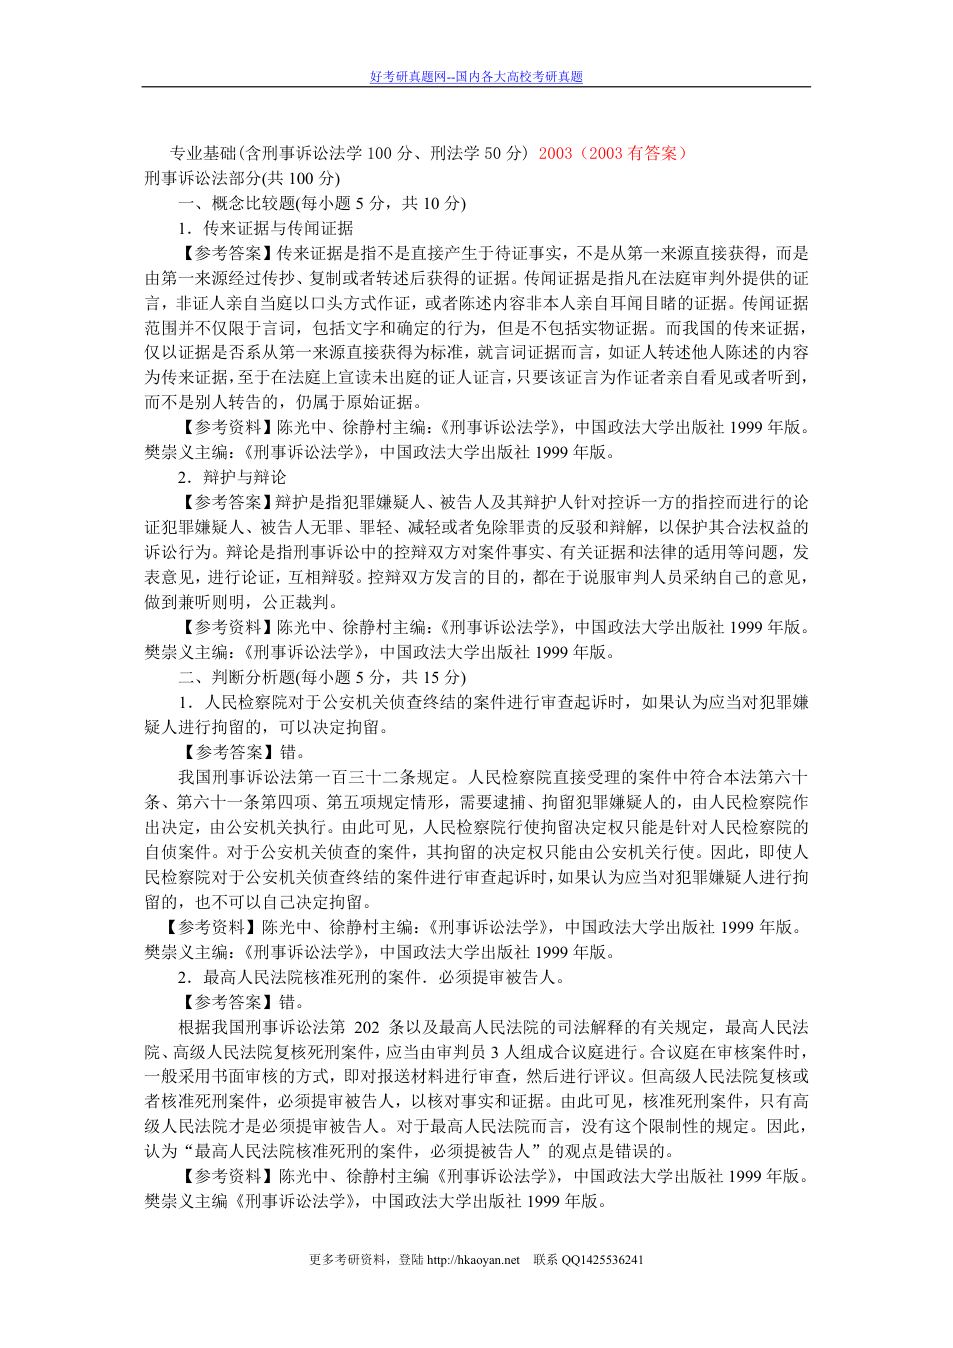 好考研真题网--国内各大高校考研真题
专业基础(含刑事诉讼法学 100 分、刑法学 50 分) 2003（2003 有答案）
刑事诉讼法部分(共 100 分)
一、概念比较题(每小题 5 分，共 10 分)
1．传来证据与传闻证据
【参考答案】传来证据是指不是直接产生于待证事实，不是从第一来源直接获得，而是
由第一来源经过传抄、复制或者转述后获得的证据。传闻证据是指凡在法庭审判外提供的证
言，非证人亲自当庭以口头方式作证，或者陈述内容非本人亲自耳闻目睹的证据。传闻证据
范围并不仅限于言词，包括文字和确定的行为，但是不包括实物证据。而我国的传来证据，
仅以证据是否系从第一来源直接获得为标准，就言词证据而言，如证人转述他人陈述的内容
为传来证据，至于在法庭上宣读未出庭的证人证言，只要该证言为作证者亲自看见或者听到，
而不是别人转告的，仍属于原始证据。
【参考资料】陈光中、徐静村主编：《刑事诉讼法学》，中国政法大学出版社 1999 年版。
樊崇义主编：《刑事诉讼法学》，中国政法大学出版社 1999 年版。
2．辩护与辩论
【参考答案】辩护是指犯罪嫌疑人、被告人及其辩护人针对控诉一方的指控而进行的论
证犯罪嫌疑人、被告人无罪、罪轻、减轻或者免除罪责的反驳和辩解，以保护其合法权益的
诉讼行为。辩论是指刑事诉讼中的控辩双方对案件事实、有关证据和法律的适用等问题，发
表意见，进行论证，互相辩驳。控辩双方发言的目的，都在于说服审判人员采纳自己的意见，
做到兼听则明，公正裁判。
【参考资料】陈光中、徐静村主编：《刑事诉讼法学》，中国政法大学出版社 1999 年版。
樊崇义主编：《刑事诉讼法学》，中国政法大学出版社 1999 年版。
二、判断分析题(每小题 5 分，共 15 分)
1．人民检察院对于公安机关侦查终结的案件进行审查起诉时，如果认为应当对犯罪嫌
疑人进行拘留的，可以决定拘留。
【参考答案】错。
我国刑事诉讼法第一百三十二条规定。人民检察院直接受理的案件中符合本法第六十
条、第六十一条第四项、第五项规定情形，需要逮捕、拘留犯罪嫌疑人的，由人民检察院作
出决定，由公安机关执行。由此可见，人民检察院行使拘留决定权只能是针对人民检察院的
自侦案件。对于公安机关侦查的案件，其拘留的决定权只能由公安机关行使。因此，即使人
民检察院对于公安机关侦查终结的案件进行审查起诉时，如果认为应当对犯罪嫌疑人进行拘
留的，也不可以自己决定拘留。
【参考资料】陈光中、徐静村主编：《刑事诉讼法学》，中国政法大学出版社 1999 年版。
樊崇义主编：《刑事诉讼法学》，中国政法大学出版社 1999 年版。
2．最高人民法院核准死刑的案件．必须提审被告人。
【参考答案】错。
根据我国刑事诉讼法第 202 条以及最高人民法院的司法解释的有关规定，最高人民法
院、高级人民法院复核死刑案件，应当由审判员 3 人组成合议庭进行。合议庭在审核案件时，
一般采用书面审核的方式，即对报送材料进行审查，然后进行评议。但高级人民法院复核或
者核准死刑案件，必须提审被告人，以核对事实和证据。由此可见，核准死刑案件，只有高
级人民法院才是必须提审被告人。对于最高人民法院而言，没有这个限制性的规定。因此，
认为“最高人民法院核准死刑的案件，必须提被告人”的观点是错误的。
【参考资料】陈光中、徐静村主编《刑事诉讼法学》，中国政法大学出版社 1999 年版。
樊崇义主编《刑事诉讼法学》，中国政法大学出版社 1999 年版。
更多考研资料，登陆 http://hkaoyan.net 联系 QQ1425536241